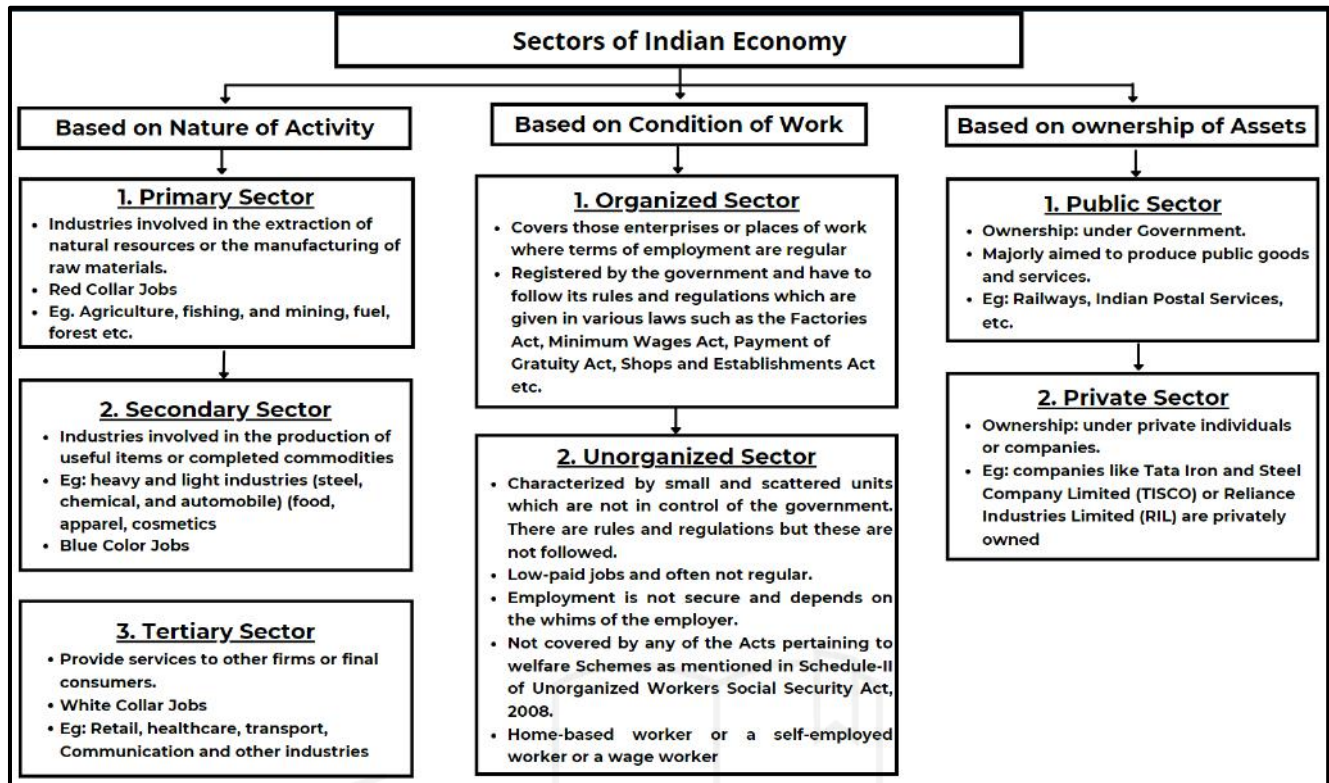 Sectors of Indian Economy
Based on Nature of Activity
1. Primary Sector
• Industries involved in the extraction of
natural resources or the manufacturing of
raw materials.
• Red Collar Jobs
• Eg. Agriculture, fishing, and mining, fuel,
forest etc.
2. Secondary Sector
• Industries involved in the production of
useful items or completed commodities
• Eg: heavy and light industries (steel,
chemical, and automobile) (food,
apparel, cosmetics
• Blue Color Jobs
3. Tertiary Sector
• Provide services to other firms or final
consumers.
• White Collar Jobs
• Eg: Retail, healthcare, transport,
Communication and other industries
Based on Condition of Work
1. Organized Sector
• Covers those enterprises or places of work
where terms of employment are regular
• Registered by the government and have to
follow its rules and regulations which are
given in various laws such as the Factories
Act, Minimum Wages Act, Payment of
Gratuity Act, Shops and Establishments Act
etc.
2. Unorganized Sector
• Characterized by small and scattered units
which are not in control of the government.
There are rules and regulations but these are
not followed.
• Low-paid jobs and often not regular.
• Employment is not secure and depends on
the whims of the employer.
• Not covered by any of the Acts pertaining to
welfare Schemes as mentioned in Schedule-II
of Unorganized Workers Social Security Act,
2008.
• Home-based worker or a self-employed
worker or a wage worker
Based on ownership of Assets
1. Public Sector
• Ownership: under Government.
• Majorly aimed to produce public goods
and services.
• Eg: Railways, Indian Postal Services,
etc.
2. Private Sector
• Ownership: under private individuals
or companies.
• Eg: companies like Tata Iron and Steel
Company Limited (TISCO) or Reliance
Industries Limited (RIL) are privately
owned